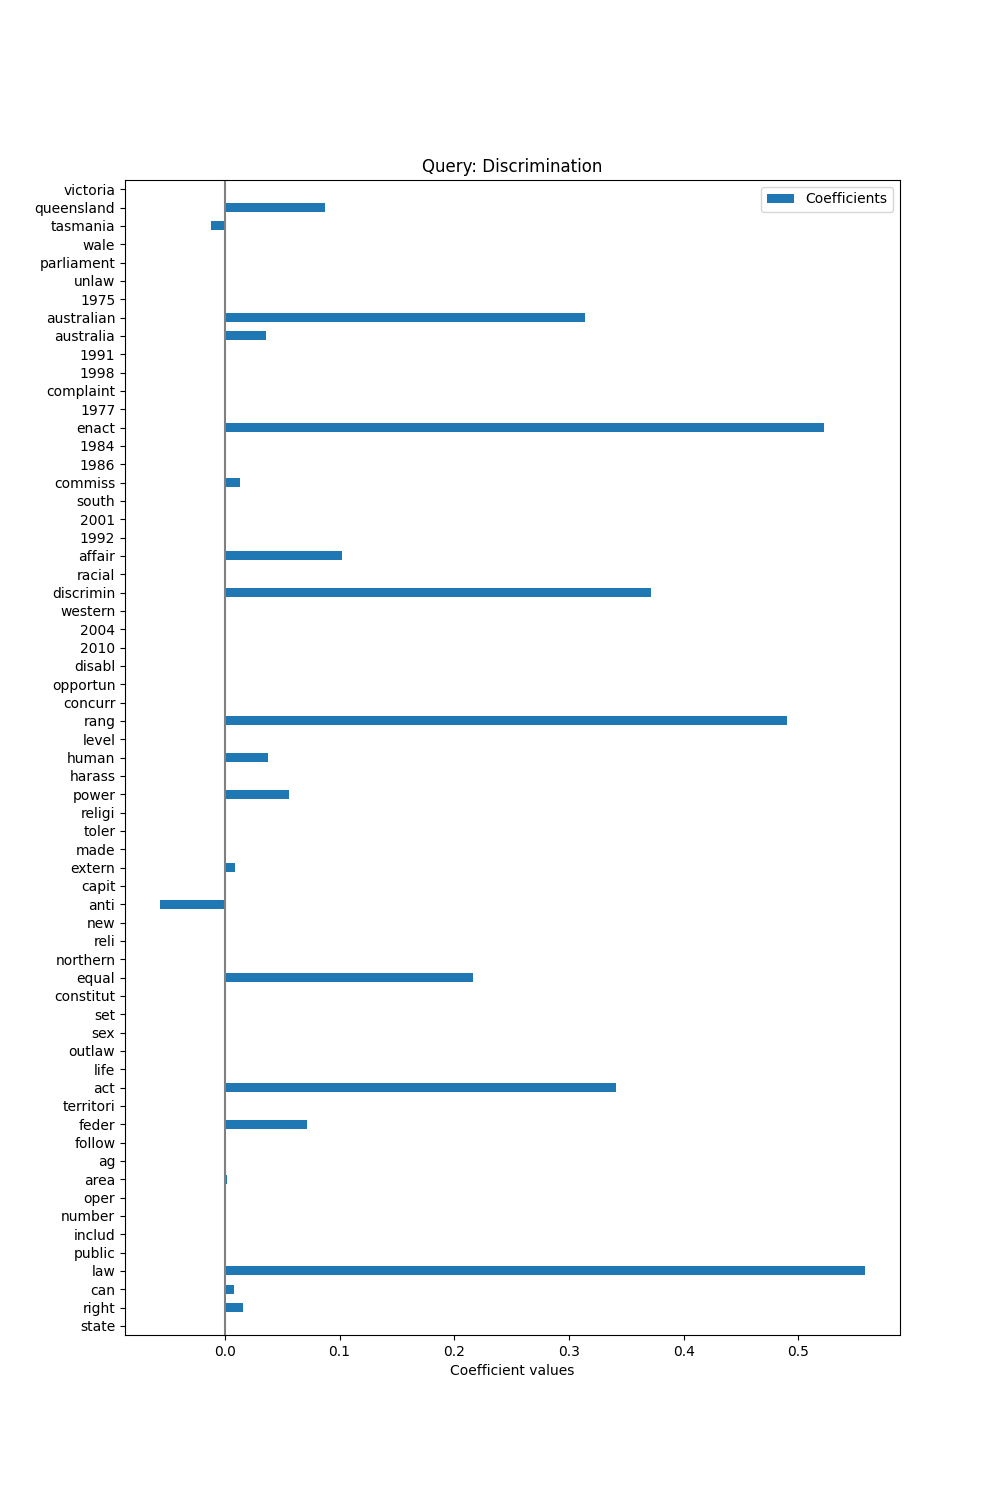 Query: Discrimination
Coefficients
victoria
queensland
tasmania
wale
parliament
unlaw
1975
australian
australia
1991
1998
complaint
1977
enact
1984
1986
commiss
south
2001
1992
affair
racial
discrimin
western
2004
2010
disabl
opportun
concurr
rang
level
human
harass
power
religi
toler
made
extern
capit
anti
new
reli
northern
equal
constitut
set
sex
outlaw
life
act
territori
feder
follow
ag
area
oper
number
includ
public
law
can
right
state
0.0 0.1 0.2 0.3 0.4 0.5
Coefficient values